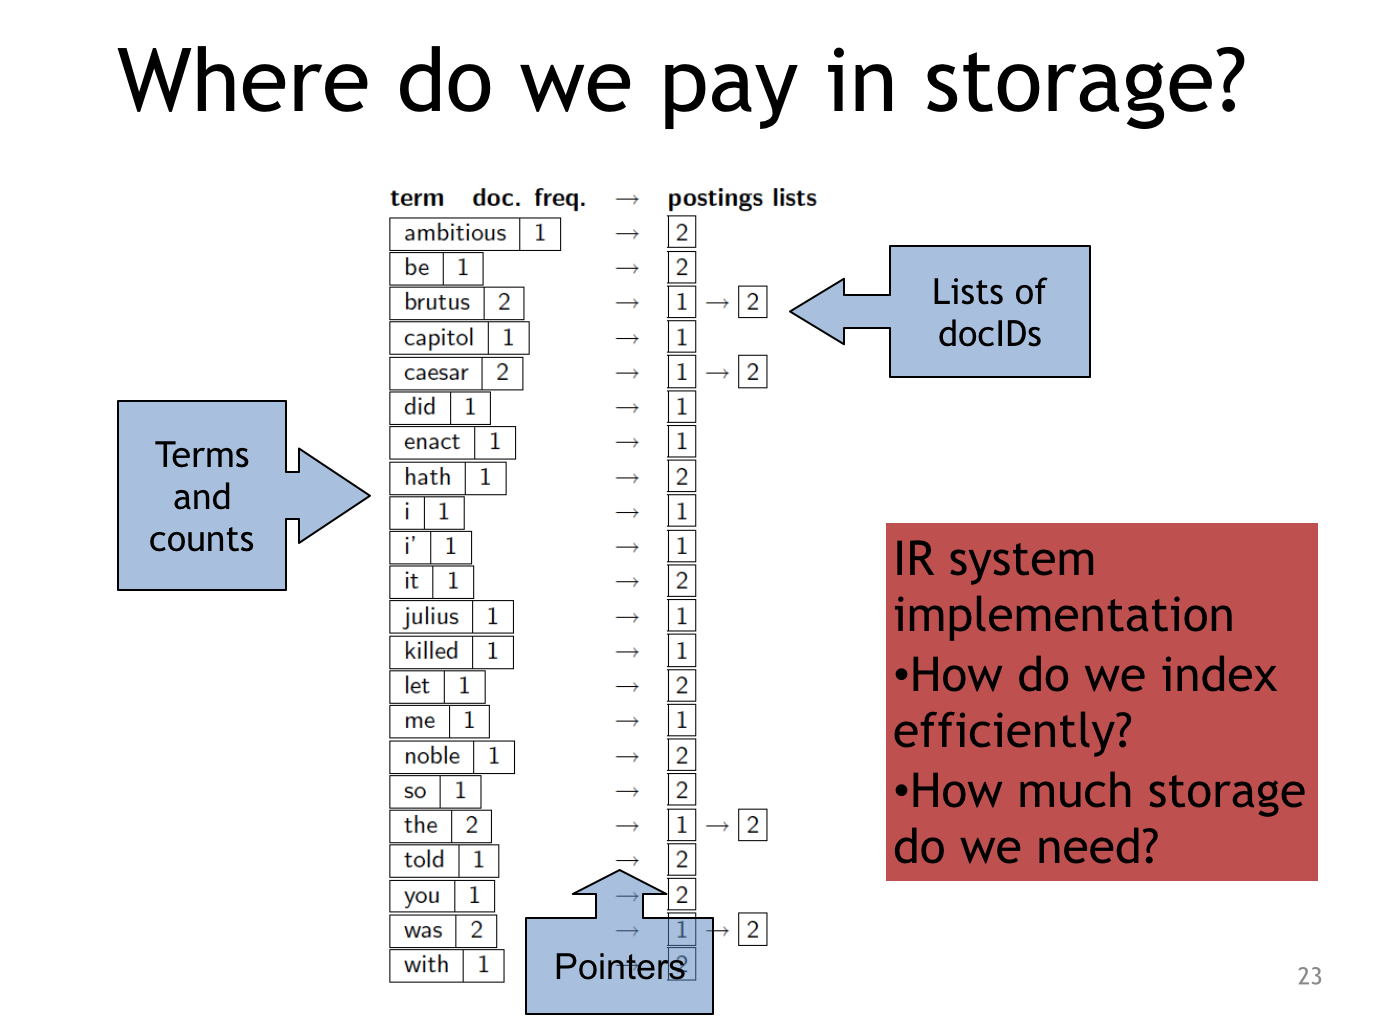 Where do we pay in storage?
term doc. freq. → postings lists
ambitious 1 → 2
be 1 → 2
brutus 2 → 1 → 2
capitol 1 → 1
caesar 2 → 1 → 2
did 1 → 1
enact 1 → 1
hath 1 → 2
i 1 → 1
i' 1 → 1
it 1 → 2
julius 1 → 1
killed 1 → 1
let 1 → 2
me 1 → 1
noble 1 → 2
so 1 → 2
the 2 → 1 → 2
told 1 → 2
you 1 → 2
was 2 → 1 → 2
with 1 → 2
Lists of
docIDs
Terms
and
counts
Pointers
IR system
implementation
•How do we index
efficiently?
•How much storage
do we need?
23